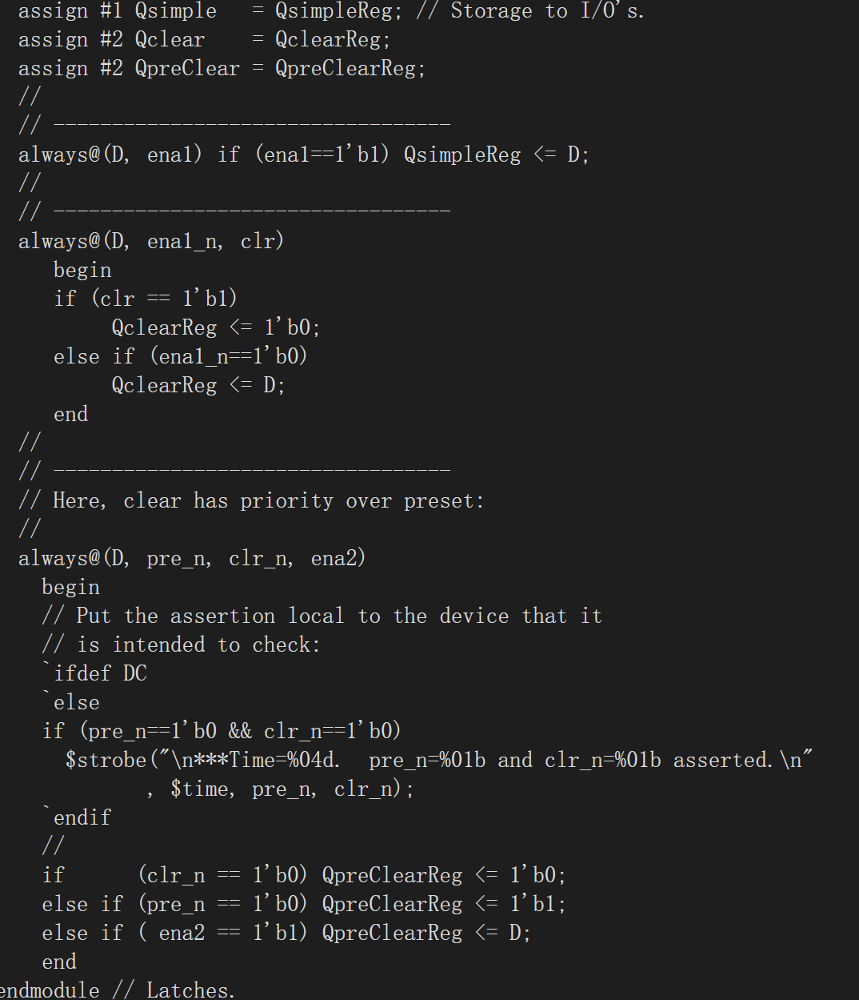 assign #1 Qsimple   = QsimpleReg; // Storage to I/O's.
assign #2 Qclear    = QclearReg;
assign #2 QpreClear = QpreClearReg;
//
// ----------------------------------
always@(D, ena1) if (ena1==1'b1) QsimpleReg <= D;
//
// ----------------------------------
always@(D, ena1_n, clr)
   begin
   if (clr == 1'b1)
        QclearReg <= 1'b0;
   else if (ena1_n==1'b0)
        QclearReg <= D;
   end
//
// ----------------------------------
// Here, clear has priority over preset:
//
always@(D, pre_n, clr_n, ena2)
  begin
  // Put the assertion local to the device that it
  // is intended to check:
  `ifdef DC
  `else
  if (pre_n==1'b0 && clr_n==1'b0)
    $strobe("\n***Time=%04d.  pre_n=%01b and clr_n=%01b asserted.\n"
           , $time, pre_n, clr_n);
  `endif
  //
  if      (clr_n == 1'b0) QpreClearReg <= 1'b0;
  else if (pre_n == 1'b0) QpreClearReg <= 1'b1;
  else if ( ena2 == 1'b1) QpreClearReg <= D;
  end
endmodule // Latches.